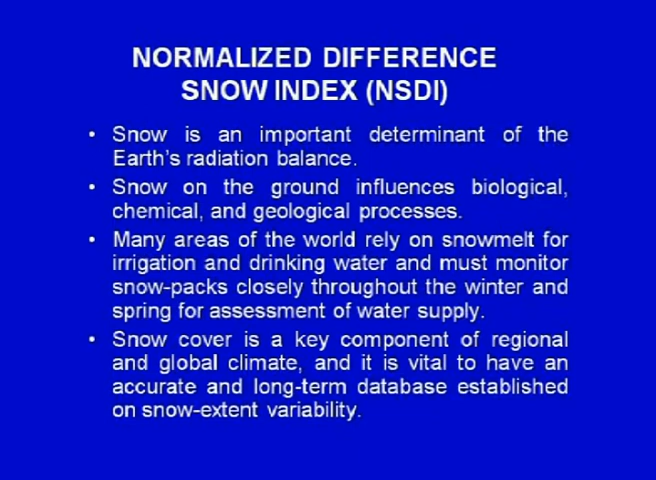 NORMALIZED DIFFERENCE
SNOW INDEX (NSDI)
• Snow is an important determinant of the
Earth's radiation balance.
• Snow on the ground influences biological,
chemical, and geological processes.
• Many areas of the world rely on snowmelt for
irrigation and drinking water and must monitor
snow-packs closely throughout the winter and
spring for assessment of water supply.
• Snow cover is a key component of regional
and global climate, and it is vital to have an
accurate and long-term database established
on snow-extent variability.